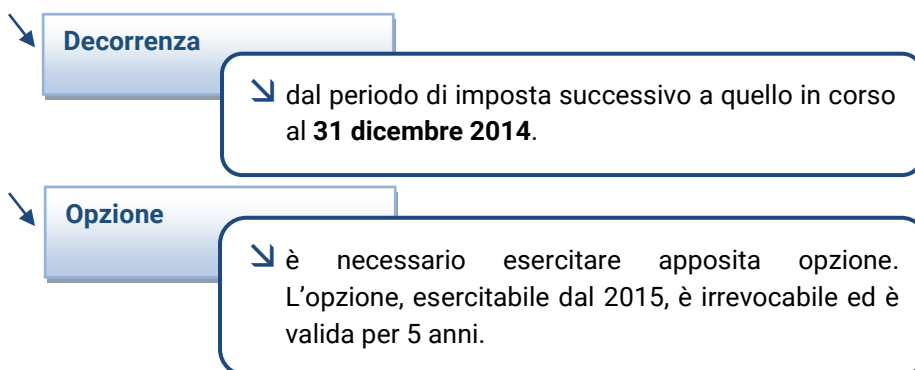 Decorrenza
dal periodo di imposta successivo a quello in corso
al 31 dicembre 2014.
Opzione
è necessario esercitare apposita opzione.
L'opzione, esercitabile dal 2015, è irrevocabile ed è
valida per 5 anni.